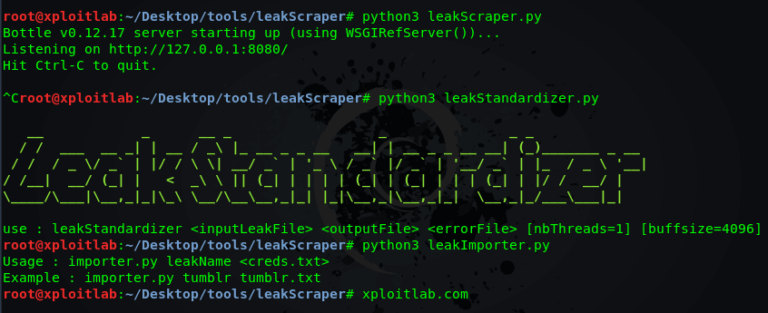 root@xploitlab:~/Desktop/tools/leakScraper# python3 leakScraper.py
Bottle v0.12.17 server starting up (using WSGIRefServer())...
Listening on http://127.0.0.1:8080/
Hit Ctrl-C to quit.
^Croot@xploitlab:~/Desktop/tools/leakScraper# python3 leakStandardizer.py
LeakStandardizer
use : leakStandardizer <inputLeakFile> <outputFile> <errorFile> [nbThreads=1] [buffsize=4096]
root@xploitlab:~/Desktop/tools/leakScraper# python3 leakImporter.py
Usage : importer.py leakName <creds.txt>
Example : importer.py tumblr tumblr.txt
root@xploitlab:~/Desktop/tools/leakScraper# xploitlab.com